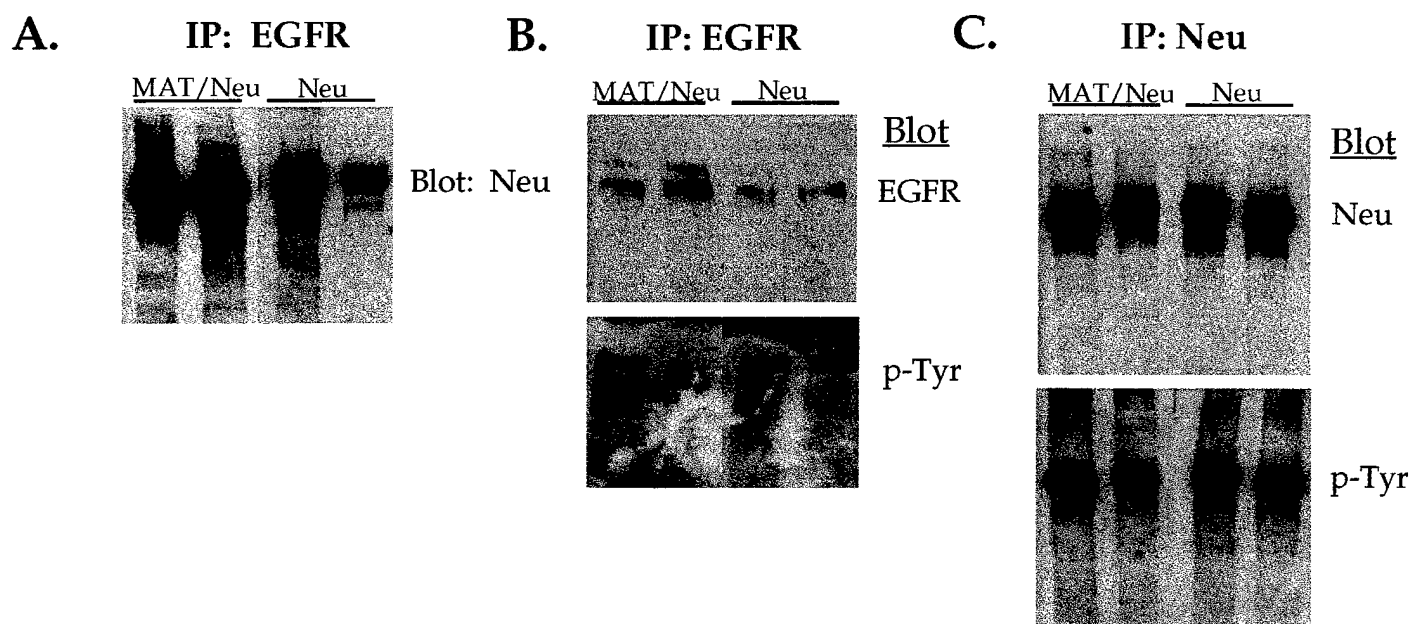 A.
IP: EGFR
MAT/Neu
Neu
Blot: Neu
B.
IP: EGFR
MAT/Neu
Neu
Blot
EGFR
p-Tyr
C.
IP: Neu
MAT/Neu
Neu
Blot
Neu
p-Tyr